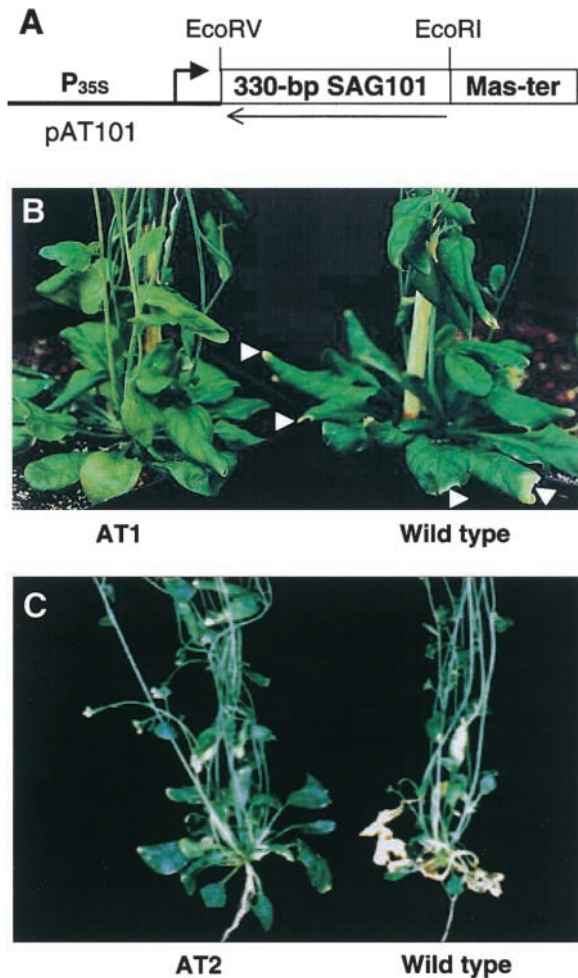 A
EcoRV EcoRI
P35S 330-bp SAG101 Mas-ter
pAT101
B
AT1 Wild type
C
AT2 Wild type